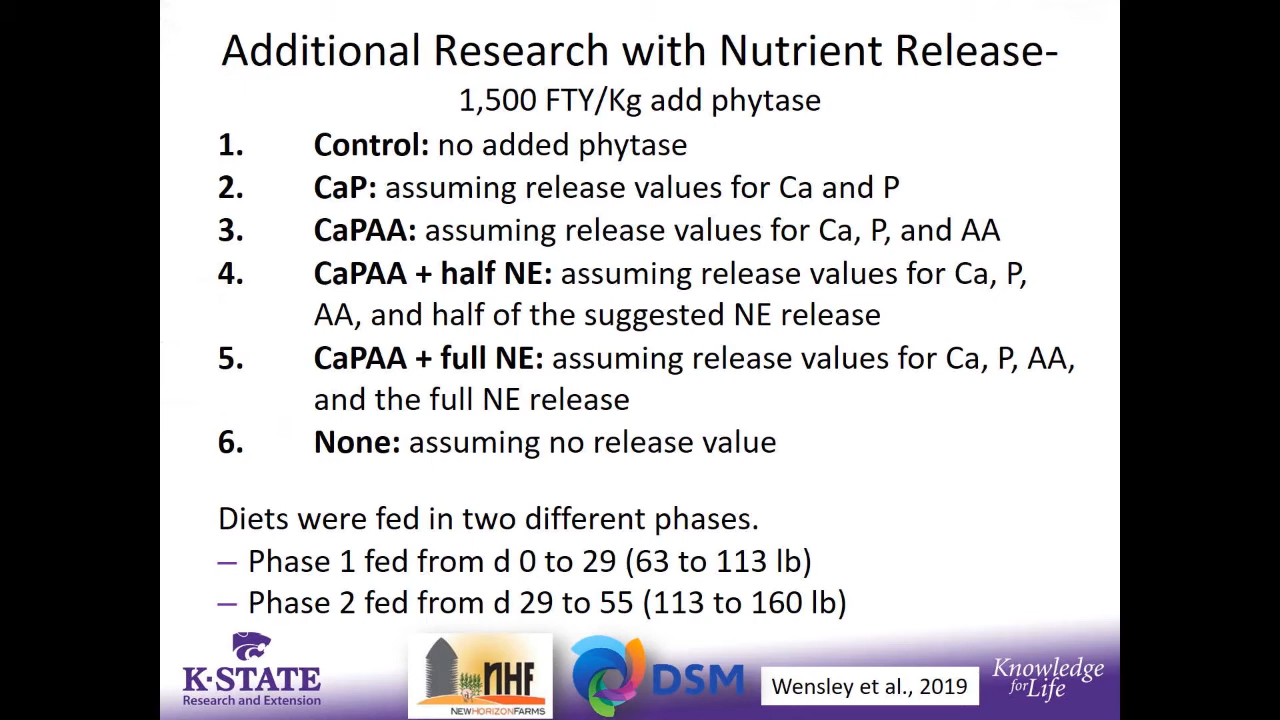 Additional Research with Nutrient Release-
1,500 FTY/Kg add phytase
1. Control: no added phytase
2. CaP: assuming release values for Ca and P
3. CaPAA: assuming release values for Ca, P, and AA
4. CaPAA + half NE: assuming release values for Ca, P,
AA, and half of the suggested NE release
5. CaPAA + full NE: assuming release values for Ca, P, AA,
and the full NE release
6. None: assuming no release value
Diets were fed in two different phases.
– Phase 1 fed from d 0 to 29 (63 to 113 lb)
– Phase 2 fed from d 29 to 55 (113 to 160 lb)
K-STATE
Research and Extension
NHF
NEWHORIZONFARMS
DSM
Wensley et al., 2019
Knowledge
for Life